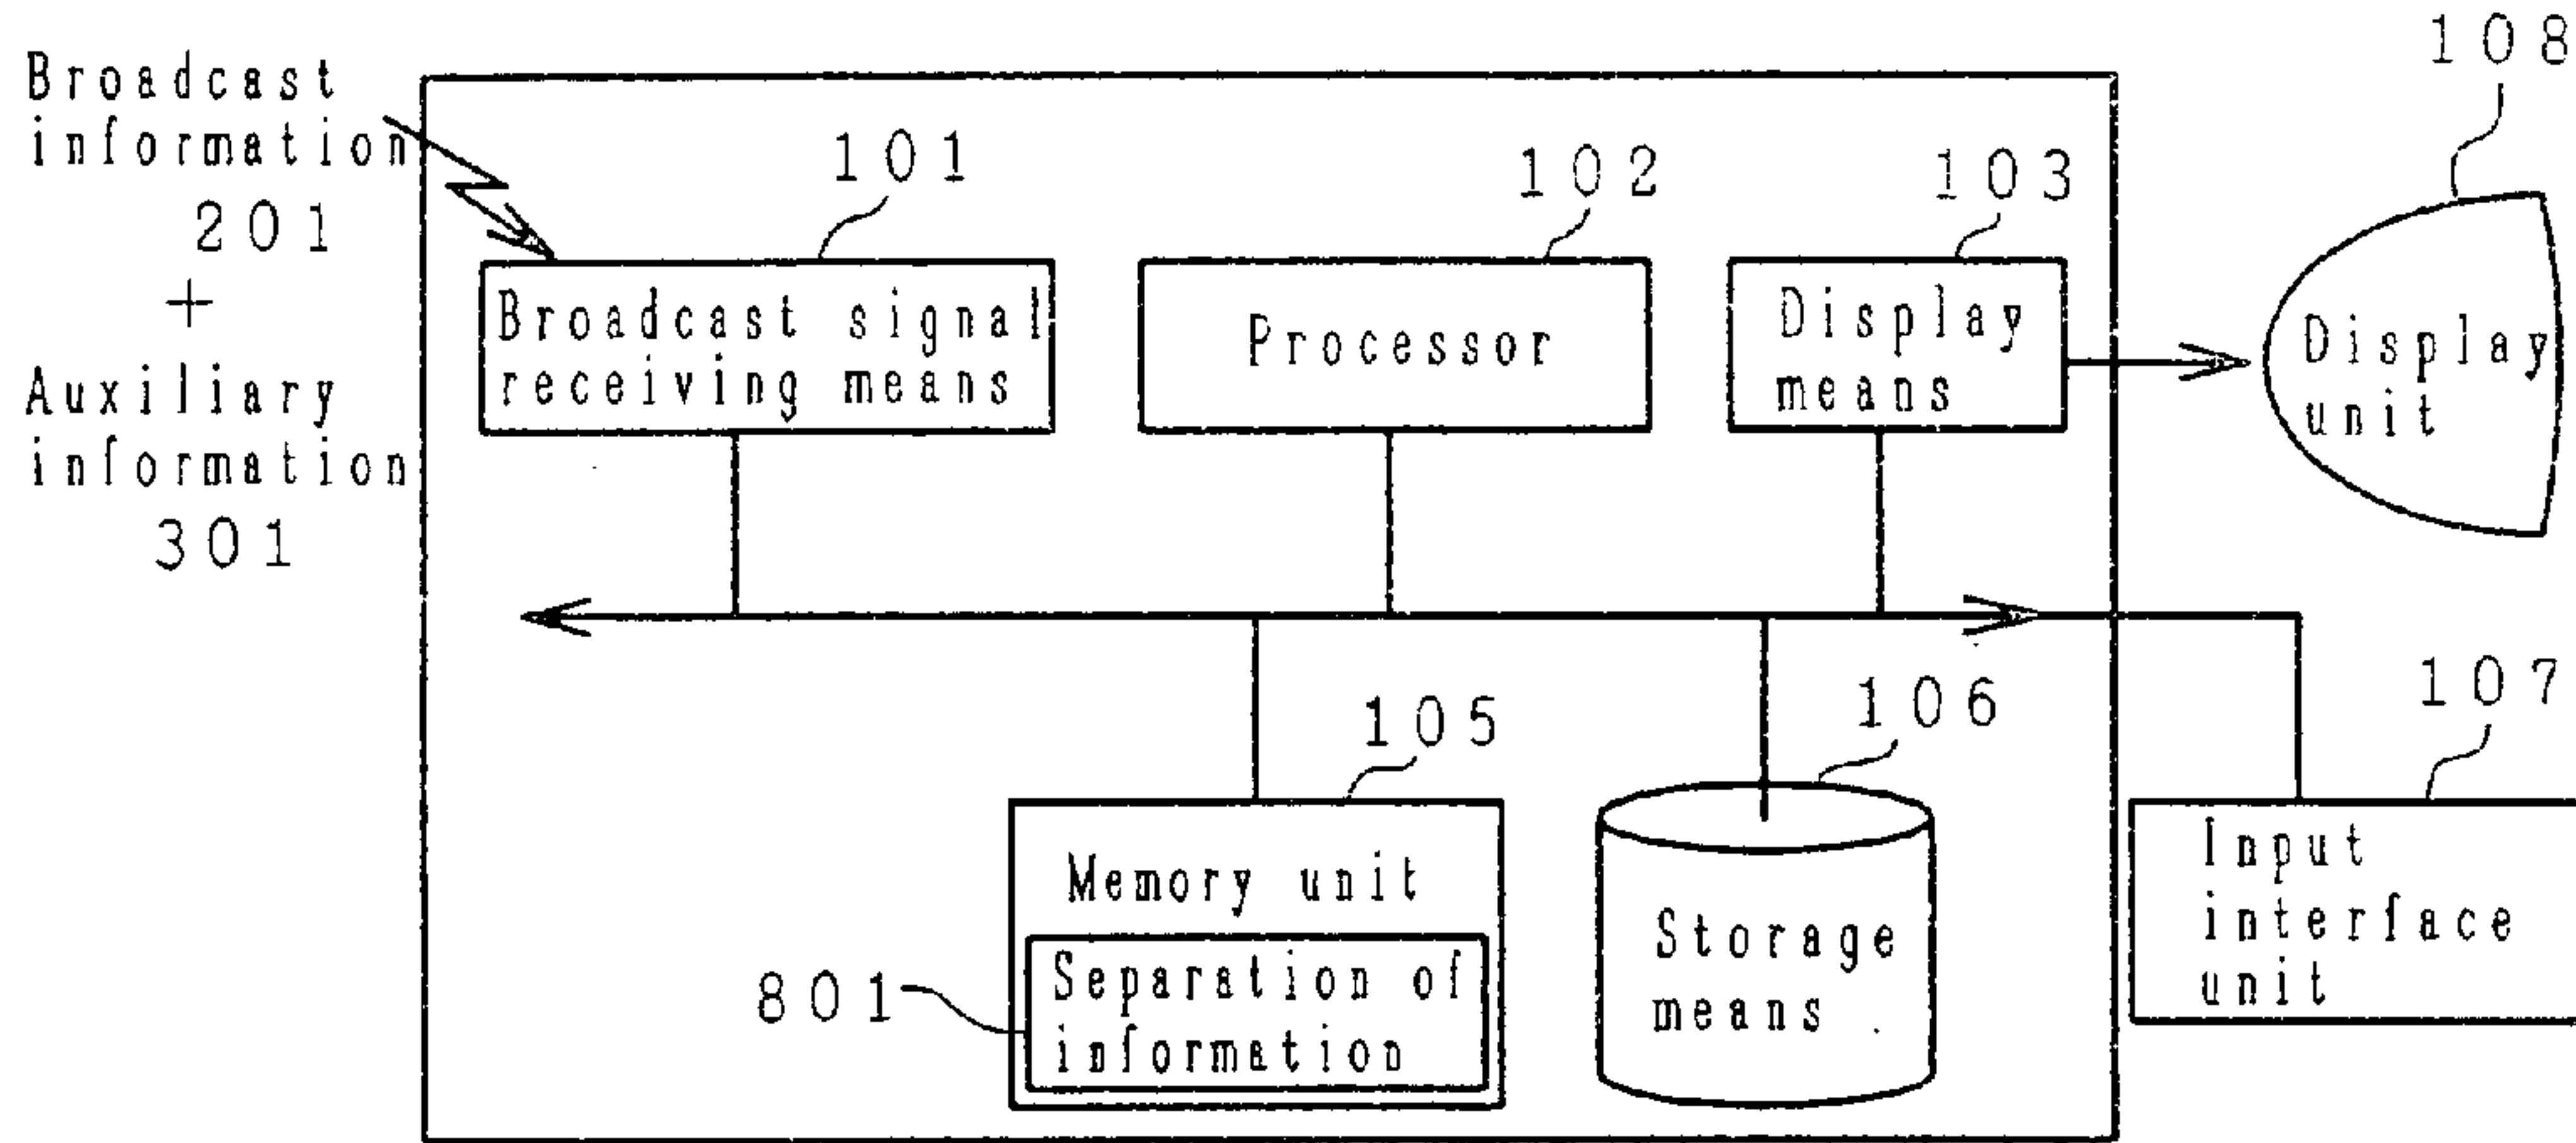 Broadcast
information
201
+
Auxiliary
information
301
101
Broadcast signal
receiving means
102
Processor
103
Display
means
108
Display
unit
105
Memory unit
801
Separation of
information
106
Storage
means
107
Input
interface
unit